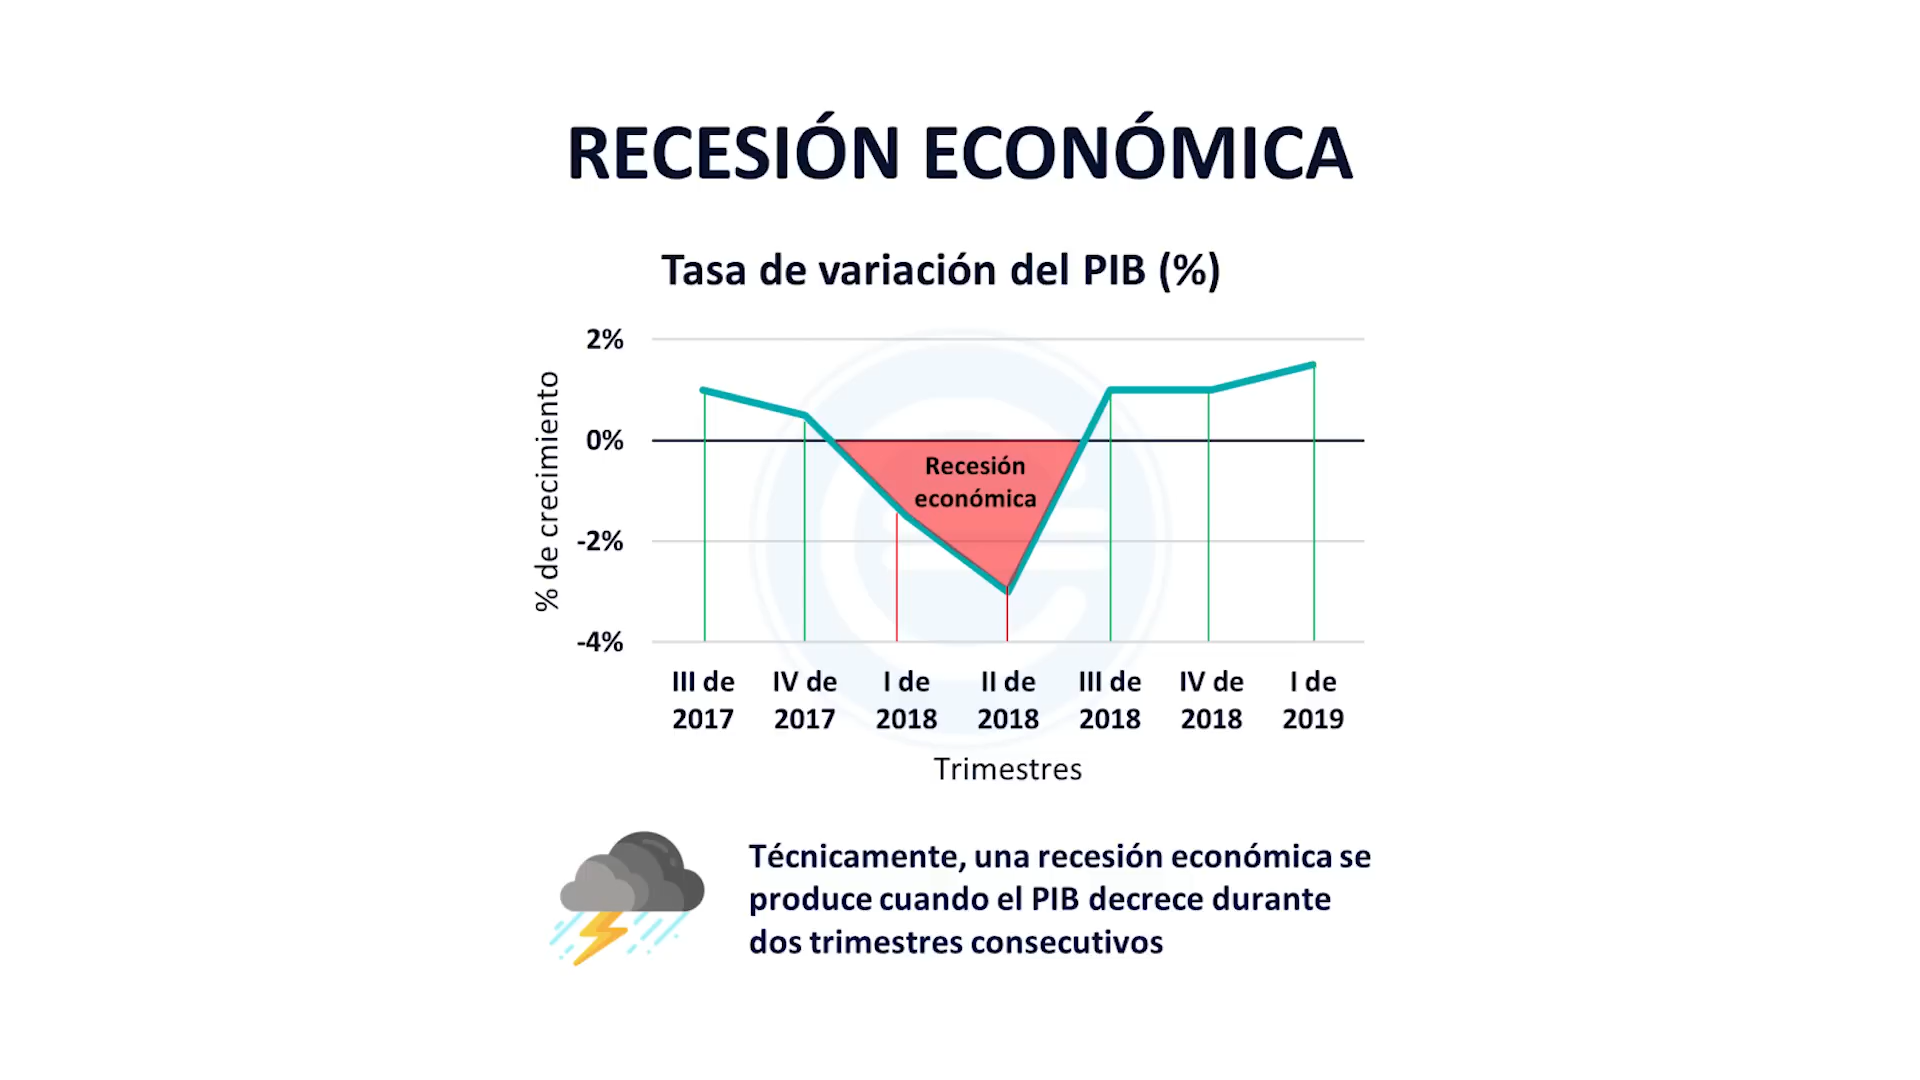 RECESIÓN ECONÓMICA
Tasa de variación del PIB (%)
% de crecimiento
2%
0%
-2%
-4%
Recesión
económica
III de
2017
IV de
2017
I de
2018
II de
2018
III de
2018
IV de
2018
I de
2019
Trimestres
Técnicamente, una recesión económica se
produce cuando el PIB decrece durante
dos trimestres consecutivos